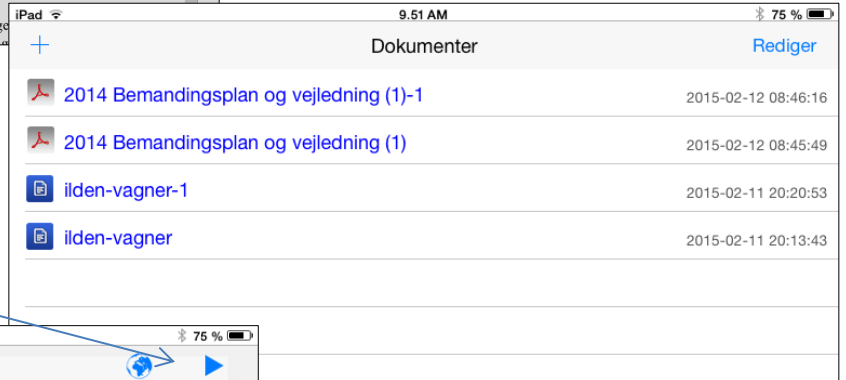 iPad 9.51 AM 75 %
Dokumenter Rediger
2014 Bemandingsplan og vejledning (1)-1 2015-02-12 08:46:16
2014 Bemandingsplan og vejledning (1) 2015-02-12 08:45:49
ilden-vagner-1 2015-02-11 20:20:53
ilden-vagner 2015-02-11 20:13:43
75 %